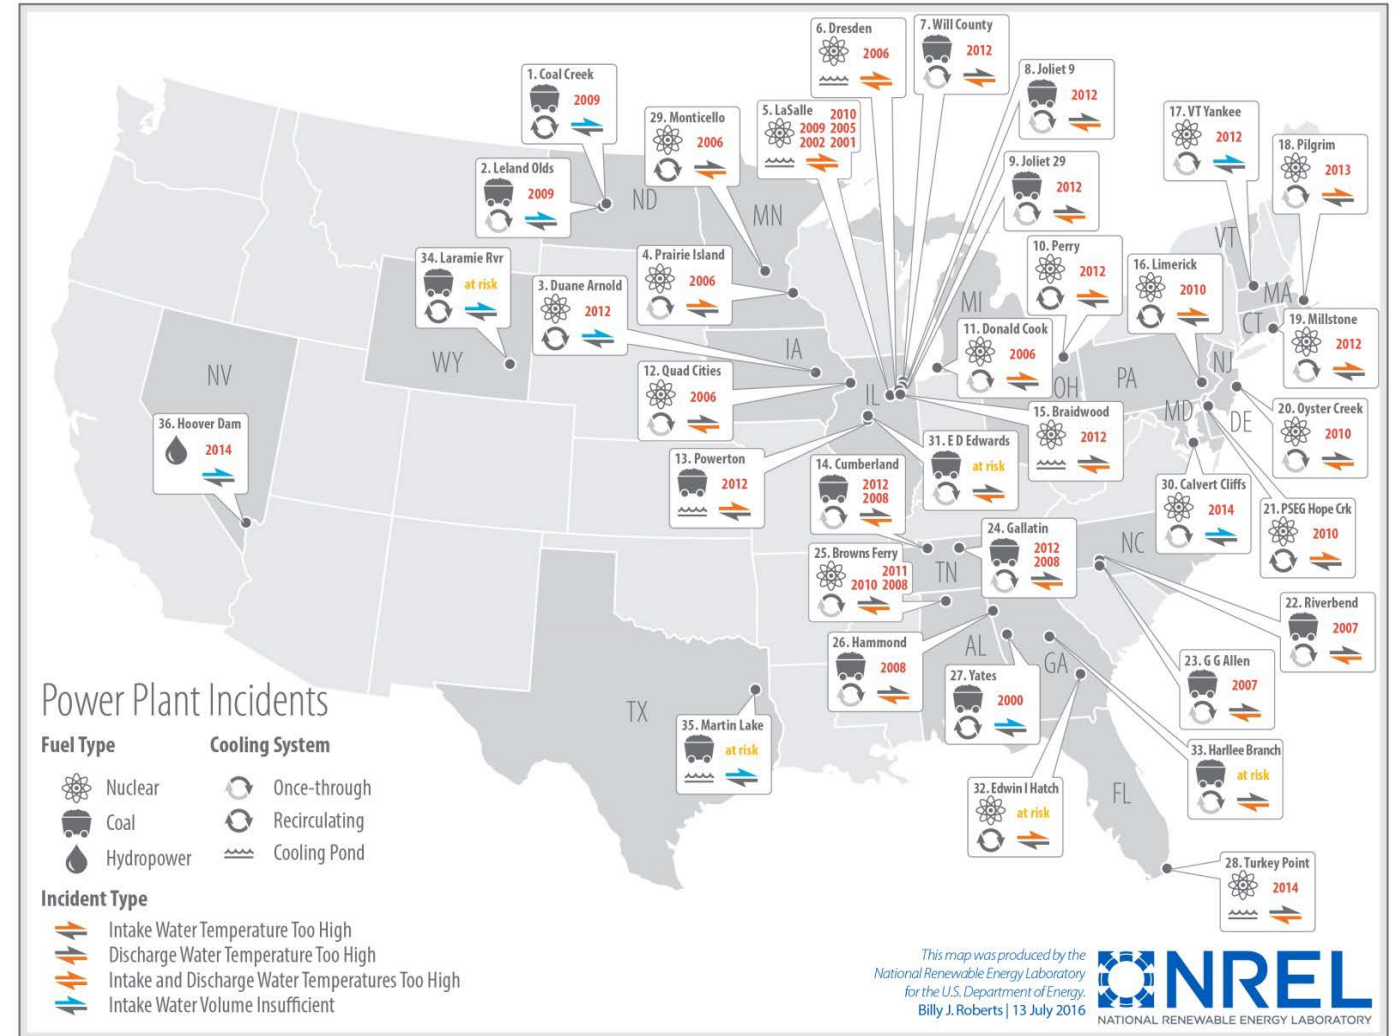 6. Dresden
2006
7. Will County
2012
1. Coal Creek
2009
29. Monticello
2006
5. LaSalle
2010
2009 2005
2002 2001
8. Joliet 9
2012
17. VT Yankee
2012
18. Pilgrim
2013
2. Leland Olds
2009
9. Joliet 29
2012
ND
MN
VT
34. Laramie Rvr
at risk
3. Duane Arnold
2012
4. Prairie Island
2006
10. Perry
2012
16. Limerick
2010
MI
MA
CT
19. Millstone
2012
11. Donald Cook
2006
NV
WY
IA
12. Quad Cities
2006
IL
OH
PA
NJ
MD
DE
20. Oyster Creek
2010
36. Hoover Dam
2014
15. Braidwood
2012
13. Powerton
2012
14. Cumberland
2012
2008
31. E D Edwards
at risk
30. Calvert Cliffs
2014
21. PSEG Hope Crk
2010
24. Gallatin
2012
2008
NC
25. Browns Ferry
2011
2010 2008
TN
22. Riverbend
2007
26. Hammond
2008
AL
GA
27. Yates
2000
23. G G Allen
2007
TX
35. Martin Lake
at risk
33. Harllee Branch
at risk
32. Edwin I Hatch
at risk
FL
28. Turkey Point
2014
Power Plant Incidents
Fuel Type
Nuclear
Coal
Hydropower
Cooling System
Once-through
Recirculating
Cooling Pond
Incident Type
Intake Water Temperature Too High
Discharge Water Temperature Too High
Intake and Discharge Water Temperatures Too High
Intake Water Volume Insufficient
This map was produced by the
National Renewable Energy Laboratory
for the U.S. Department of Energy.
Billy J. Roberts | 13 July 2016
NREL
NATIONAL RENEWABLE ENERGY LABORATORY